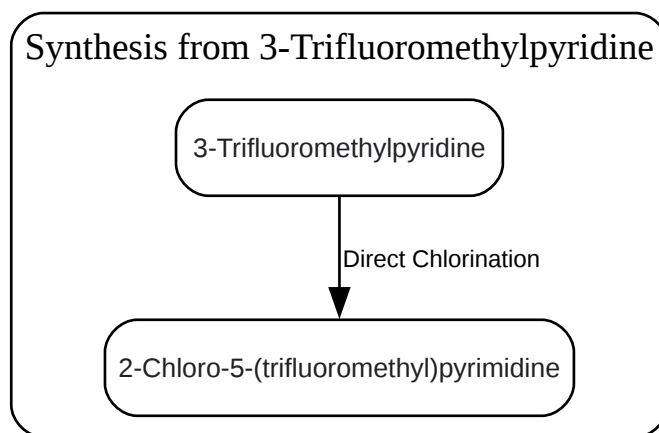 Synthesis from 3-Trifluoromethylpyridine
3-Trifluoromethylpyridine
Direct Chlorination
2-Chloro-5-(trifluoromethyl)pyrimidine